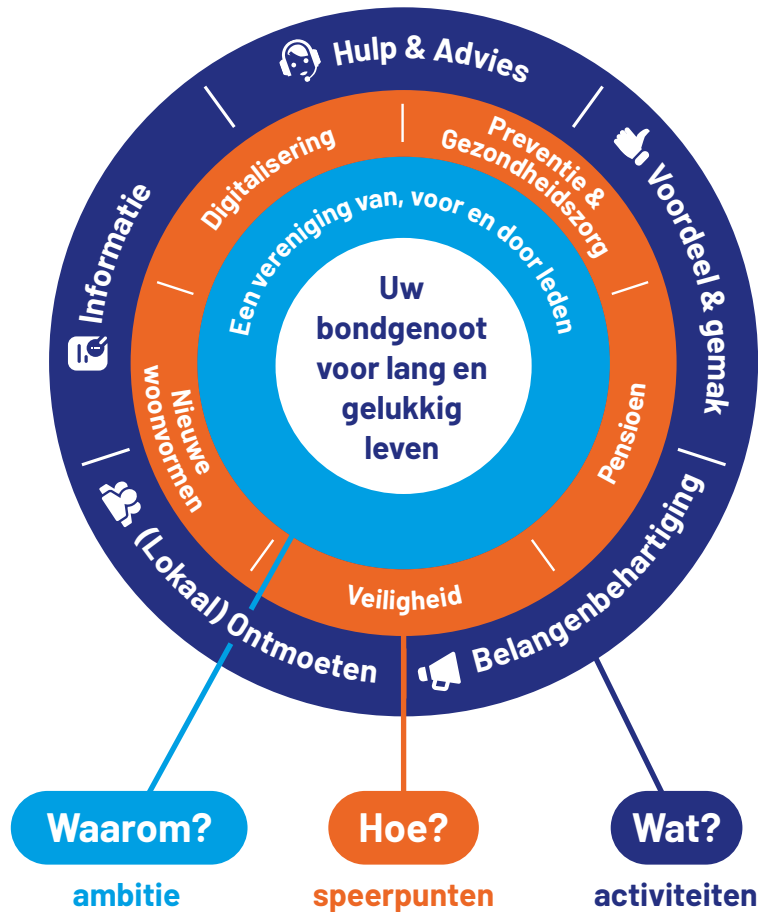 Hulp & Advies
Voordeel & gemak
Belangenbehartiging
(Lokaal) Ontmoeten
Informatie
Digitalisering
Preventie &
Gezondheidszorg
Pensioen
Veiligheid
Nieuwe
woonvormen
Een vereniging van, voor en door leden
Uw
bondgenoot
voor lang en
gelukkig
leven
Waarom?
ambitie
Hoe?
speerpunten
Wat?
activiteiten